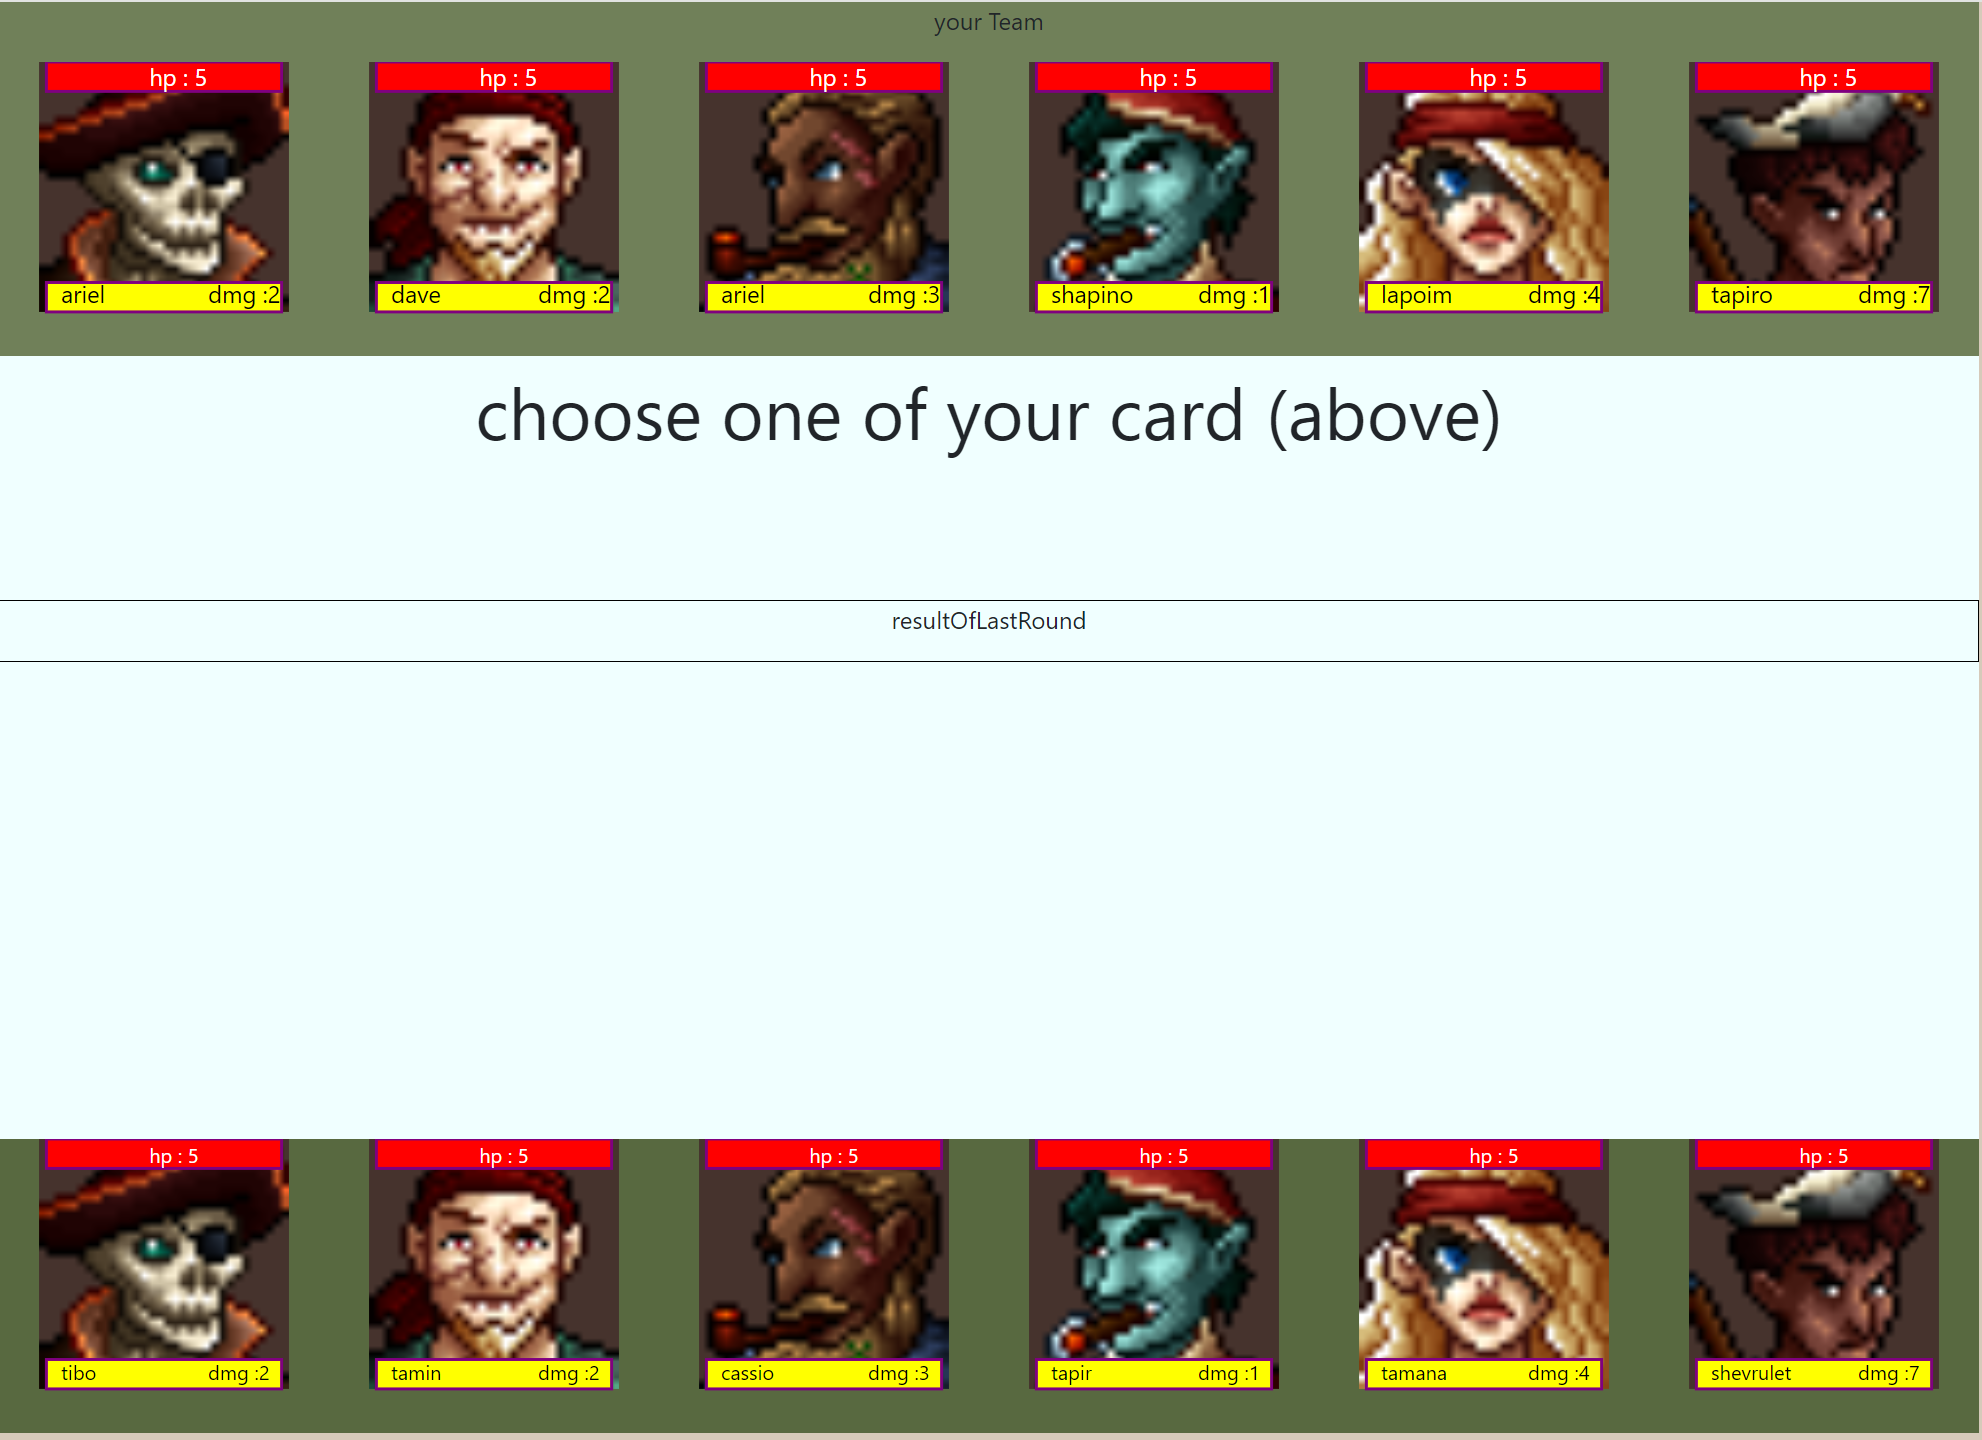 your Team
hp : 5 hp : 5 hp : 5 hp : 5 hp : 5 hp : 5
ariel dmg :2 dave dmg :2 ariel dmg :3 shapino dmg :1 lapoim dmg :4 tapiro dmg :7
choose one of your card (above)
resultOfLastRound
hp : 5 hp : 5 hp : 5 hp : 5 hp : 5 hp : 5
tibo dmg :2 tamin dmg :2 cassio dmg :3 tapir dmg :1 tamana dmg :4 shevrulet dmg :7